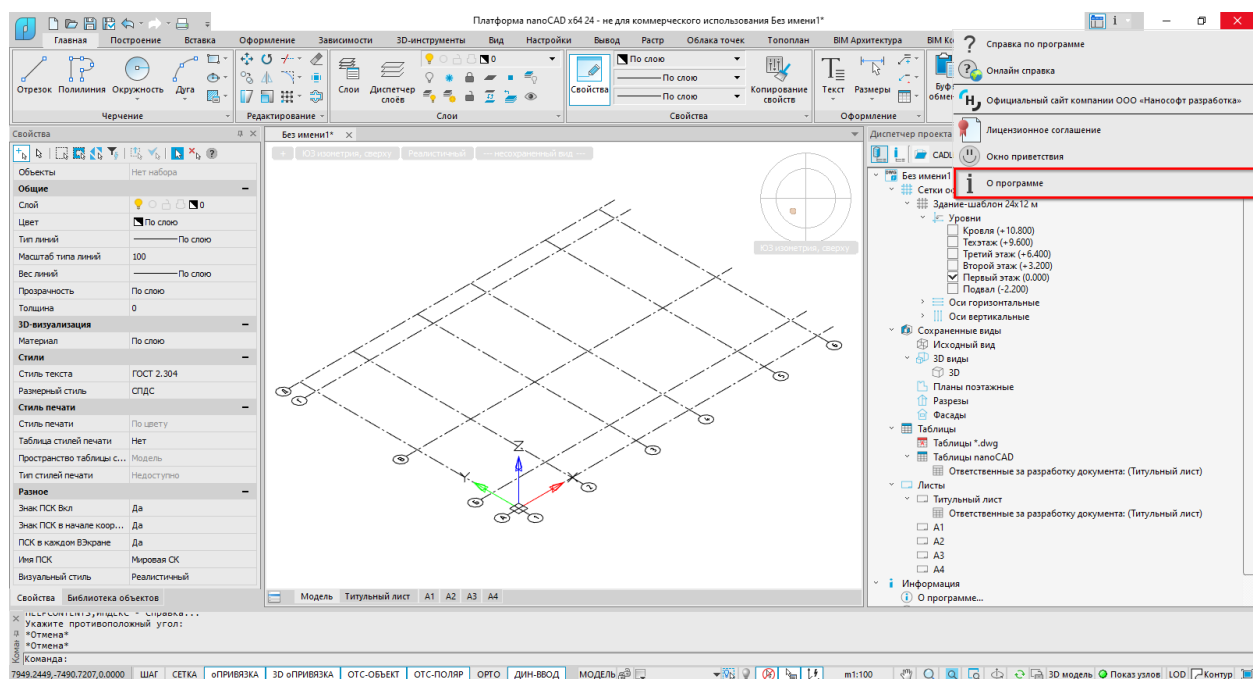 Платформа nanoCAD x64 24 - не для коммерческого использования Без имени1*
i
Главная Построение Вставка Оформление Зависимости 3D-инструменты Вид Настройки Вывод Растр Облака точек Топоплан BIM Архитектура
Отрезок Полилиния Окружность Дуга
Слои Диспетчер слоёв
0
Свойства
По слою
По слою
По слою
Копирование свойств
Текст Размеры
Черчение Редактирование Слои Свойства Оформление
Справка по программе
Онлайн справка
Официальный сайт компании ООО «Нанософт разработка»
Лицензионное соглашение
Окно приветствия
О программе
Свойства
Объекты Нет набора
Общие
Слой 0
Цвет По слою
Тип линий По слою
Масштаб типа линий 100
Вес линий По слою
Прозрачность По слою
Толщина 0
3D-визуализация
Материал По слою
Стили
Стиль текста ГОСТ 2.304
Размерный стиль СПДС
Стиль печати
Стиль печати По цвету
Таблица стилей печати Нет
Пространство таблицы с... Модель
Тип стилей печати Недоступно
Разное
Знак ПСК Вкл Да
Знак ПСК в начале коор... Да
ПСК в каждом ВЭкране Да
Имя ПСК Мировая СК
Визуальный стиль Реалистичный
Свойства Библиотека объектов
Без имени1*
+ ЮЗ изометрия, сверху Реалистичный --- несохраненный вид ---
ЮЗ изометрия, сверху
Z
Y
X
Модель Титульный лист A1 A2 A3 A4
Диспетчер проекта
Без имени1
Здание-шаблон 24x12 м
Уровни
Кровля (+10.800)
Техэтаж (+9.600)
Третий этаж (+6.400)
Второй этаж (+3.200)
Первый этаж (0.000)
Подвал (-2.200)
Оси горизонтальные
Оси вертикальные
Сохраненные виды
Исходный вид
3D виды
3D
Планы поэтажные
Разрезы
Фасады
Таблицы
Таблицы *.dwg
Таблицы nanoCAD
Ответственные за разработку документа: (Титульный лист)
Листы
Титульный лист
Ответственные за разработку документа: (Титульный лист)
A1
A2
A3
A4
Информация
О программе...
Укажите противоположный угол:
*Отмена*
*Отмена*
Команда:
7949.2449,-7490.7207,0.0000 ШАГ СЕТКА оПРИВЯЗКА 3D оПРИВЯЗКА ОТС-ОБЪЕКТ ОТС-ПОЛЯР ОРТО ДИН-ВВОД МОДЕЛЬ m1:100 3D модель Показ узлов LOD Контур